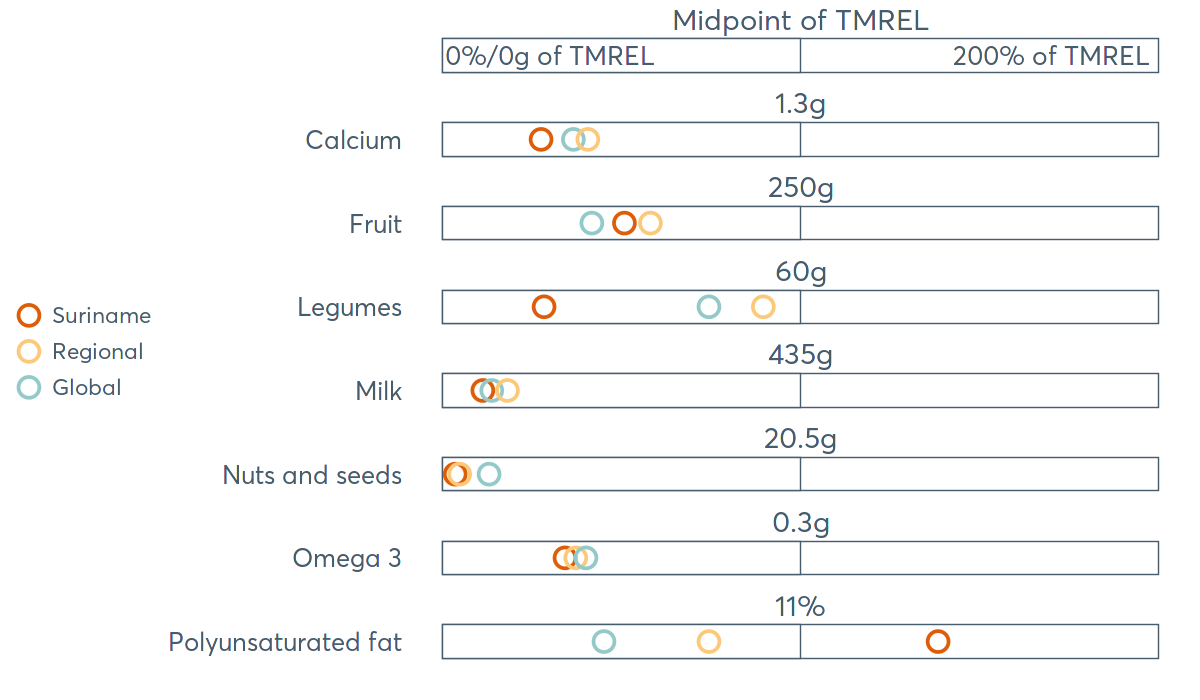 Midpoint of TMREL
0%/0g of TMREL
200% of TMREL
1.3g
Calcium
250g
Fruit
60g
Legumes
Suriname
Regional
Global
435g
Milk
20.5g
Nuts and seeds
0.3g
Omega 3
11%
Polyunsaturated fat